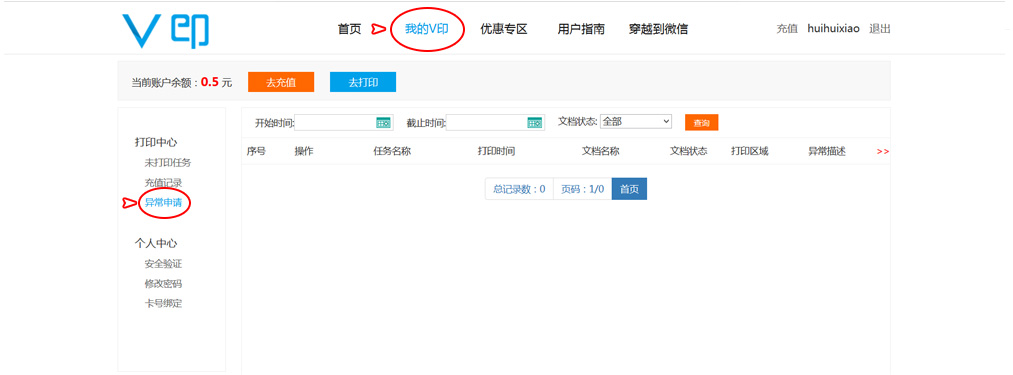 V印 首页 我的V印 优惠专区 用户指南 穿越到微信 充值 huihuixiao 退出
当前账户余额：0.5 元 去充值 去打印
开始时间: 截止时间: 文档状态: 全部 查询
打印中心
未打印任务
充值记录
异常申请
个人中心
安全验证
修改密码
卡号绑定
序号 操作 任务名称 打印时间 文档名称 文档状态 打印区域 异常描述 >>
总记录数：0 页码：1/0 首页